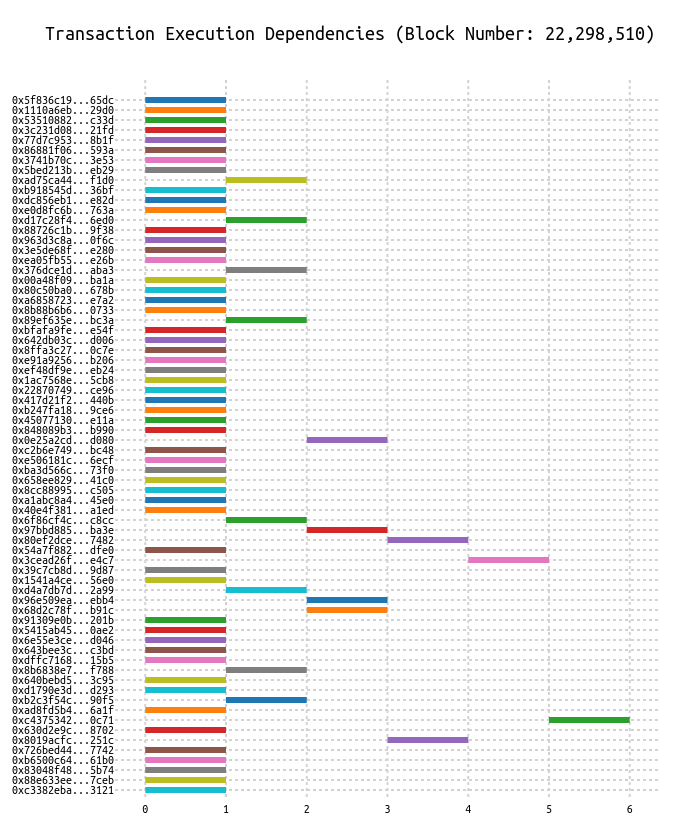 Transaction Execution Dependencies (Block Number: 22,298,510)
0x5f836c19...65dc
0x1110a6eb...29d0
0x53510882...c33d
0x3c231d08...21fd
0x77d7c953...8b1f
0x86881f06...593a
0x3741b70c...3e53
0x5bed213b...eb29
0xad75ca44...f1d0
0xb918545d...36bf
0xdc856eb1...e82d
0xe0d8fc6b...763a
0xd17c28f4...6ed0
0x88726c1b...9f38
0x963d3c8a...0f6c
0x3e5de68f...e280
0xea05fb55...e26b
0x376dce1d...aba3
0x00a48f09...ba1a
0x80c50ba0...678b
0xa6858723...e7a2
0x8b88b6b6...0733
0x89ef635e...bc3a
0xbfafa9fe...e54f
0x642db03c...d006
0x8ffa3c27...0c7e
0xe91a9256...b206
0xef48df9e...eb24
0x1ac7568e...5cb8
0x22870749...ce96
0x417d21f2...440b
0xb247fa18...9ce6
0x45077130...e11a
0x848089b3...b990
0x0e25a2cd...d080
0xc2b6e749...bc48
0xe506181c...6ecf
0xba3d566c...73f0
0x658ee829...41c0
0x8cc88995...c505
0xa1abc8a4...45e0
0x40e4f381...a1ed
0x6f86cf4c...c8cc
0x97bbd885...ba3e
0x80ef2dce...7482
0x54a7f882...dfe0
0x3cead26f...e4c7
0x39c7cb8d...9d87
0x1541a4ce...56e0
0xd4a7db7d...2a99
0x96e509ea...ebb4
0x68d2c78f...b91c
0x91309e0b...201b
0x5415ab45...0ae2
0x6e55e3ce...d046
0x643bee3c...c3bd
0xdffc7168...15b5
0x8b6838e7...f788
0x640bebd5...3c95
0xd1790e3d...d293
0xb2c3f54c...90f5
0xad8fd5b4...6a1f
0xc4375342...0c71
0x630d2e9c...8702
0x8019acfc...251c
0x726bed44...7742
0xb6500c64...61b0
0x83048f48...5b74
0x88e633ee...7ceb
0xc3382eba...3121
0 1 2 3 4 5 6